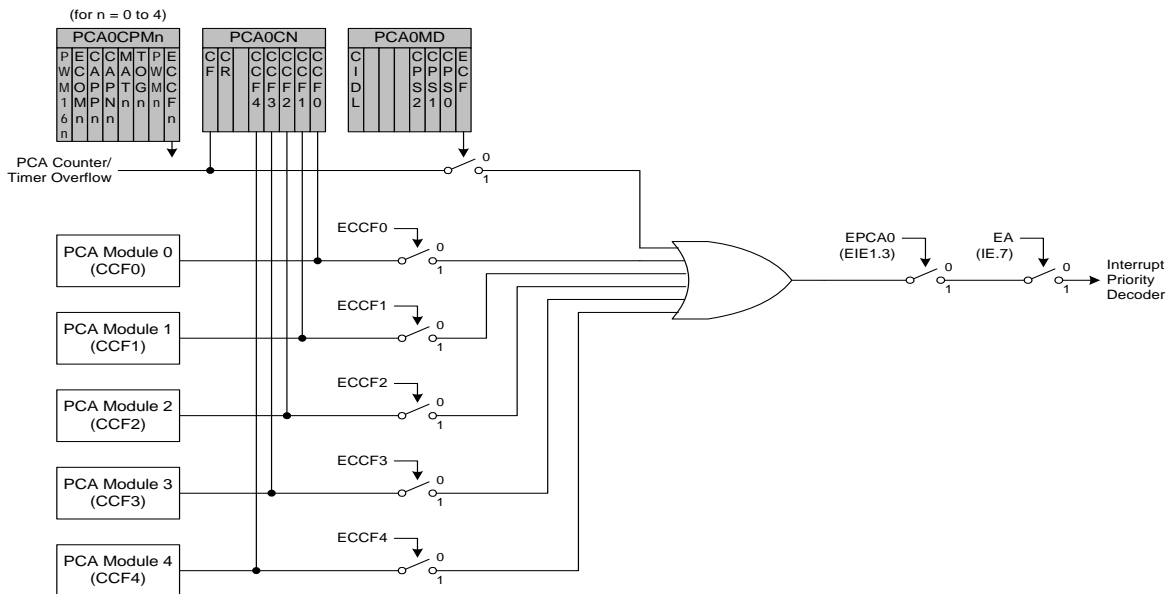 (for n = 0 to 4)
PCA0CPMn
PCA0CN
PCA0MD
PWM16n
ECOMn
CAPPn
CAPNn
MATn
TOGn
PWMn
ECCFn
CF
CR
CCF4
CCF3
CCF2
CCF1
CCF0
CIDL
CPS2
CPS1
CPS0
ECF
PCA Counter/
Timer Overflow
0
1
PCA Module 0
(CCF0)
ECCF0
0
1
PCA Module 1
(CCF1)
ECCF1
0
1
PCA Module 2
(CCF2)
ECCF2
0
1
PCA Module 3
(CCF3)
ECCF3
0
1
PCA Module 4
(CCF4)
ECCF4
0
1
EPCA0
(EIE1.3)
0
1
EA
(IE.7)
0
1
Interrupt
Priority
Decoder